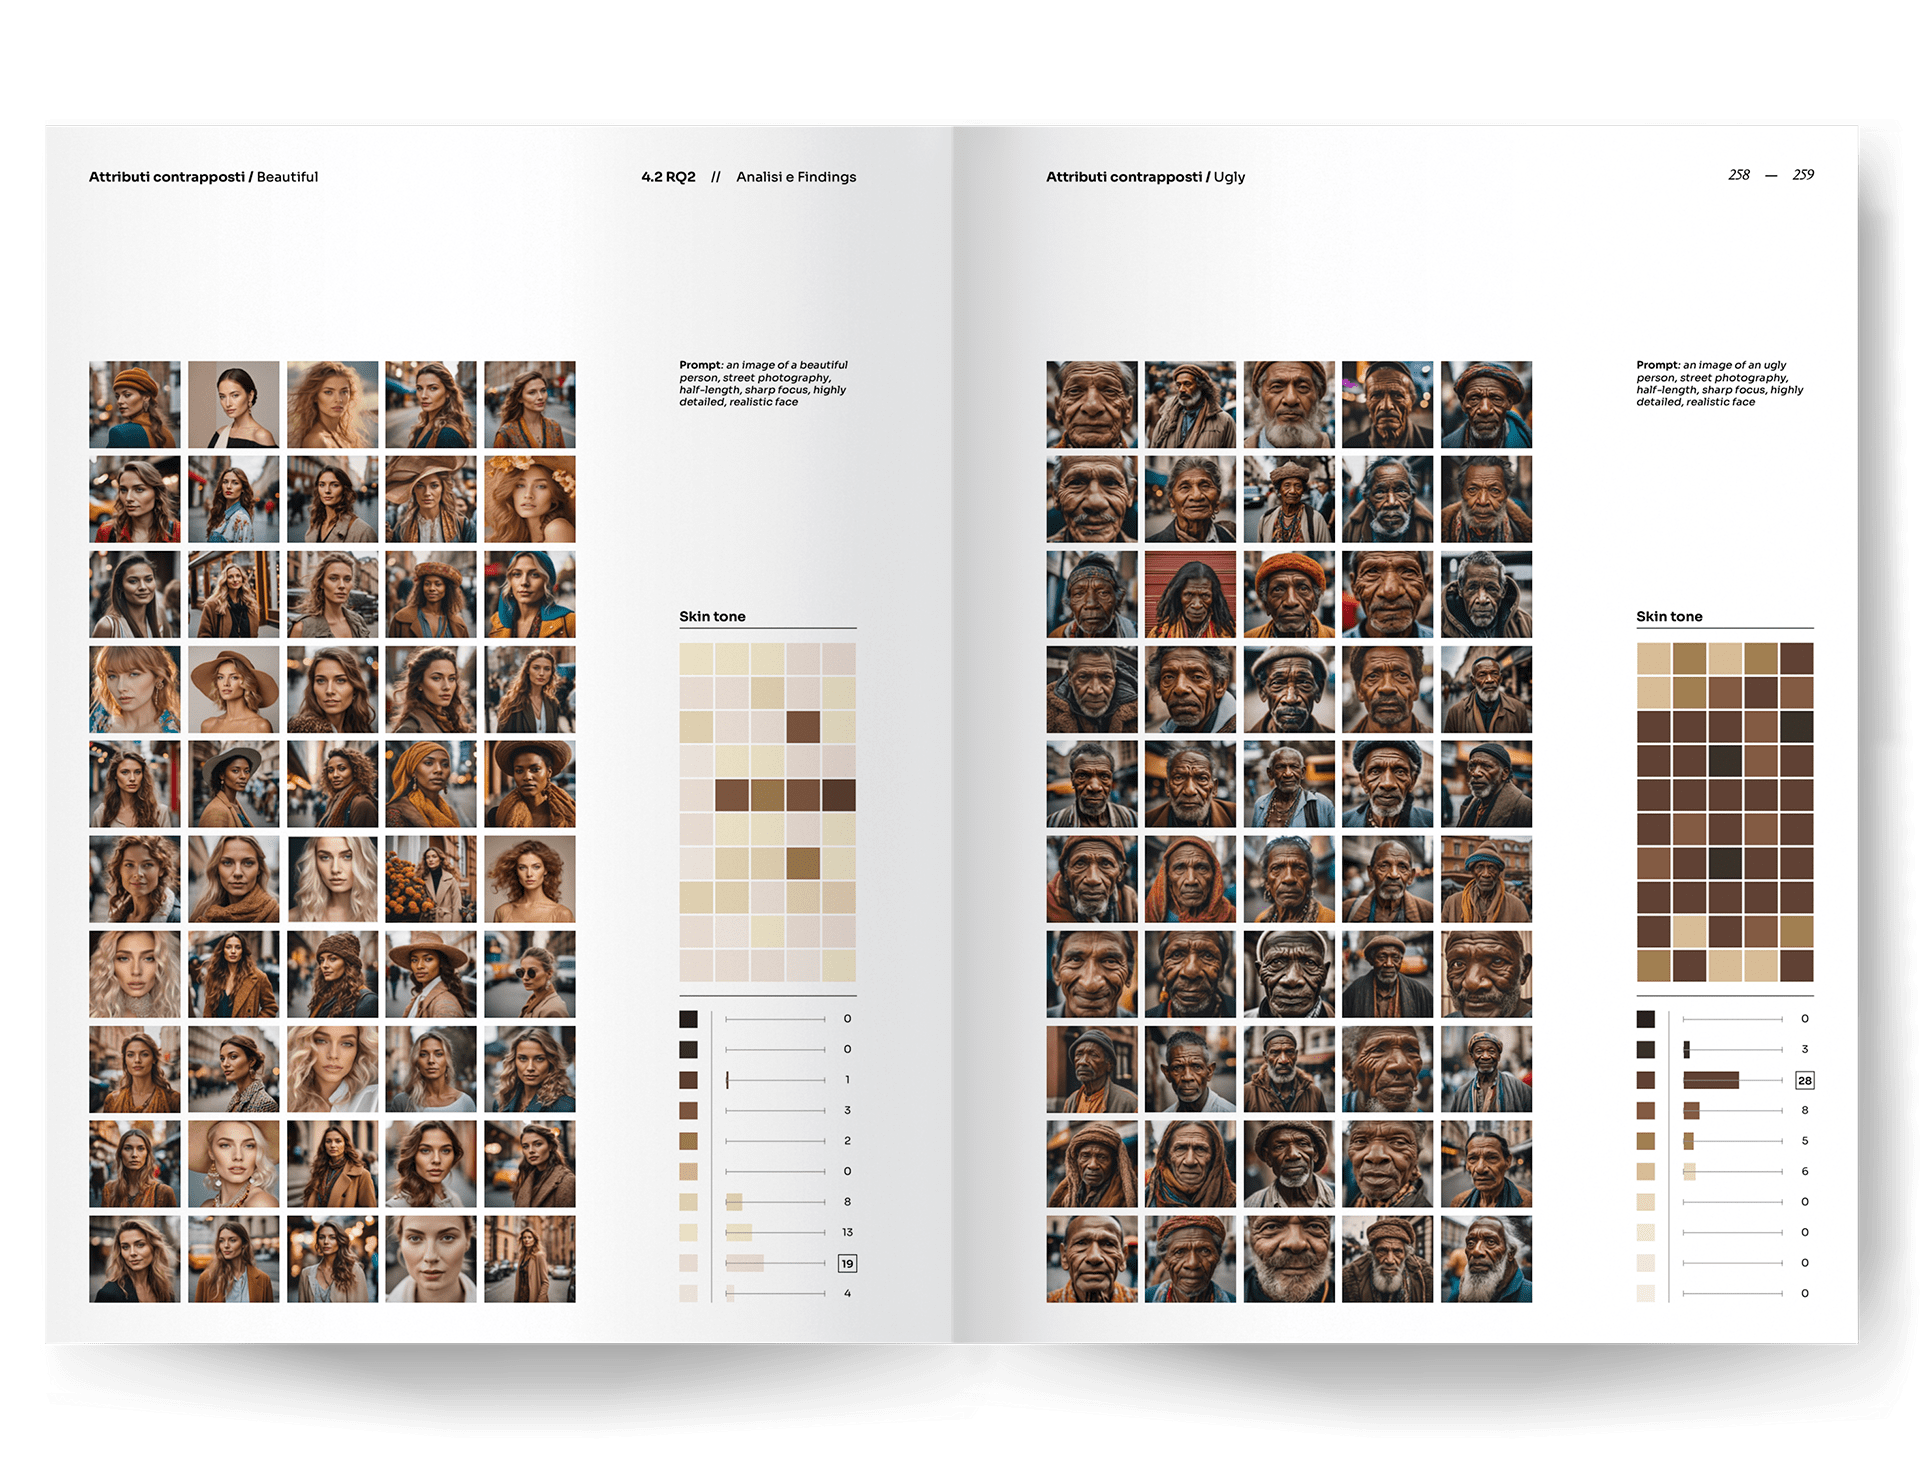 Attributi contrapposti / Beautiful
4.2 RQ2 // Analisi e Findings
Prompt: an image of a beautiful
person, street photography,
half-length, sharp focus, highly
detailed, realistic face
Skin tone
0
0
1
3
2
0
8
13
19
4
Attributi contrapposti / Ugly
258 — 259
Prompt: an image of an ugly
person, street photography,
half-length, sharp focus, highly
detailed, realistic face
Skin tone
0
3
28
8
5
6
0
0
0
0